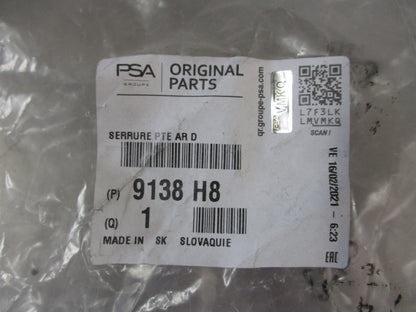 PSA
GROUPE
ORIGINAL
PARTS
qr.groupe-psa.com
L7F3LK
LMVMKQ
SCAN !
SERRURE PTE AR D
(P) 9138 H8
(Q) 1
MADE IN SK SLOVAQUIE
VE 16/02/2021 - 6:23
EAC